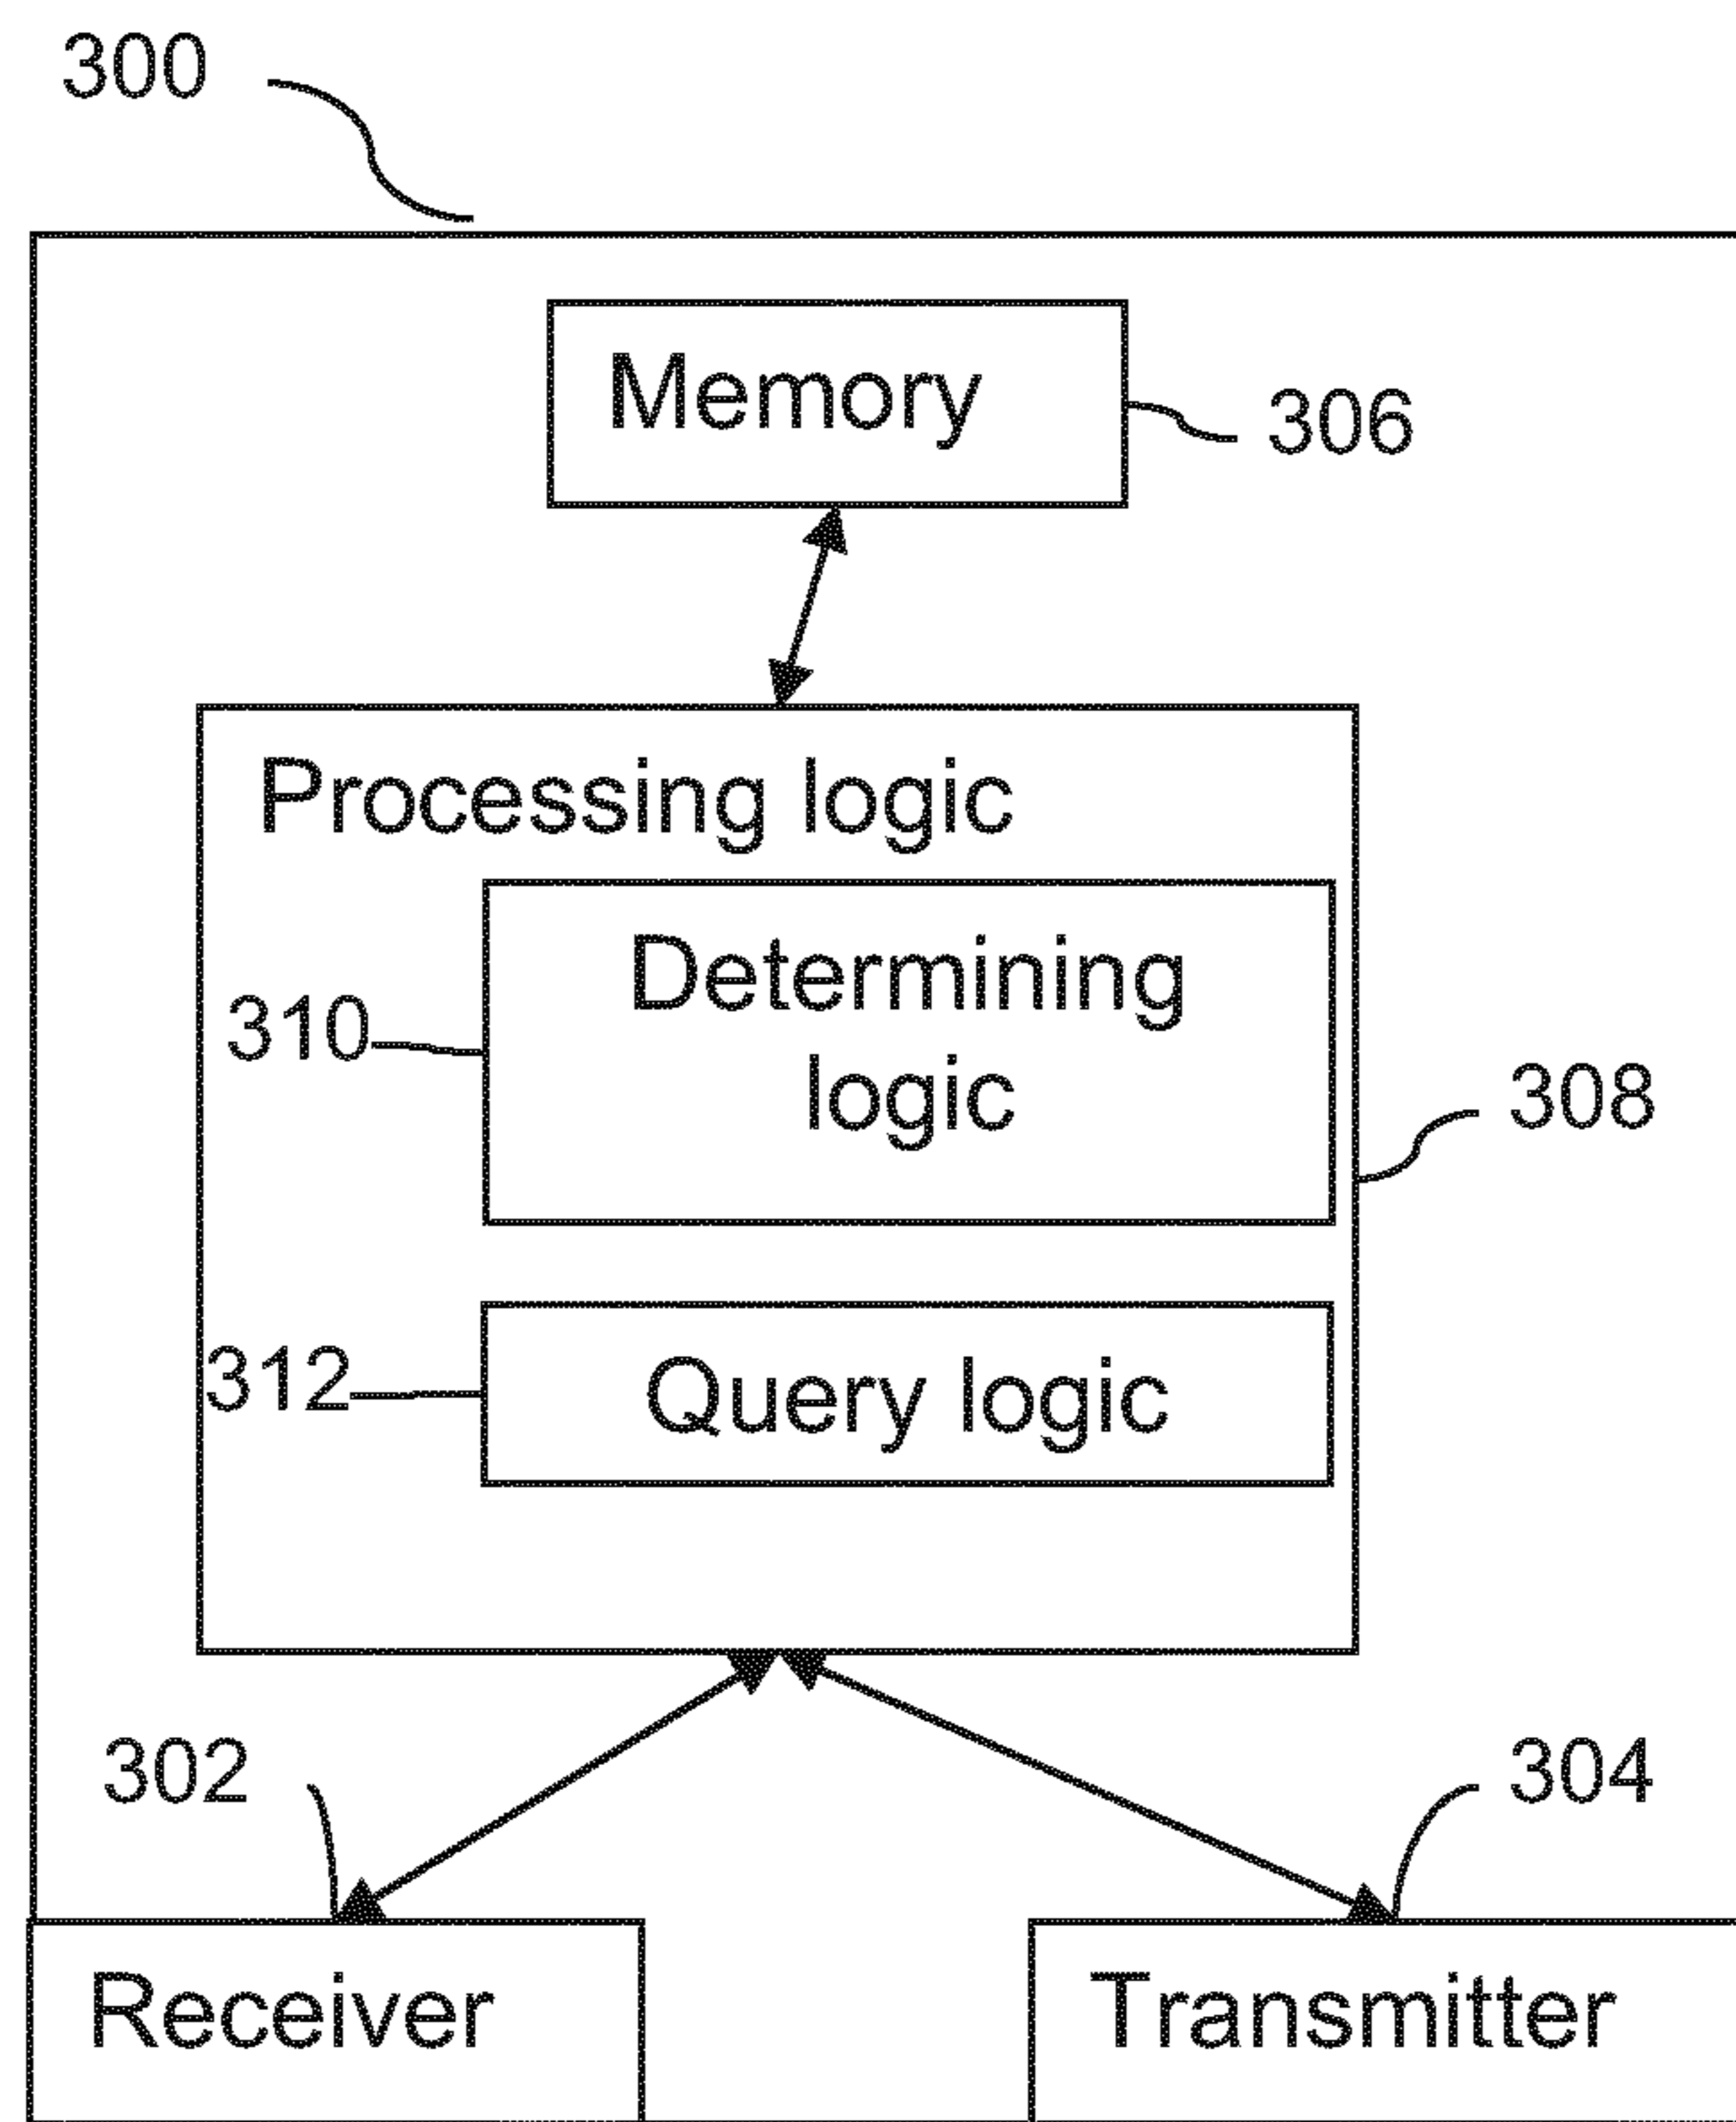 300
Memory
306
Processing logic
Determining
logic
310
308
Query logic
312
302
304
Receiver
Transmitter